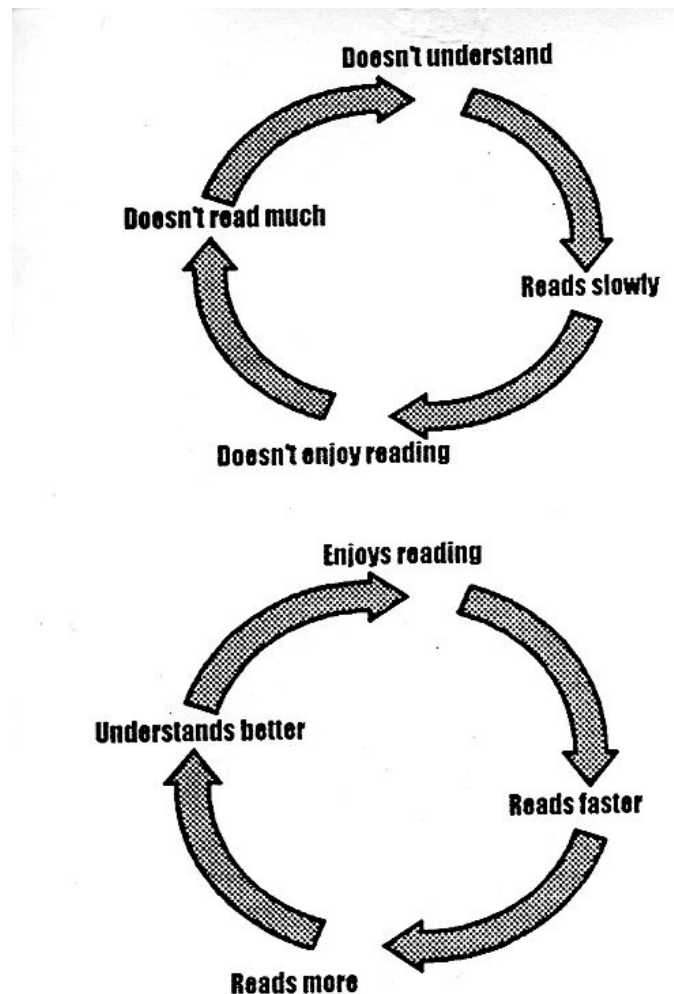 Doesn't understand
Doesn't read much
Reads slowly
Doesn't enjoy reading
Enjoys reading
Understands better
Reads faster
Reads more